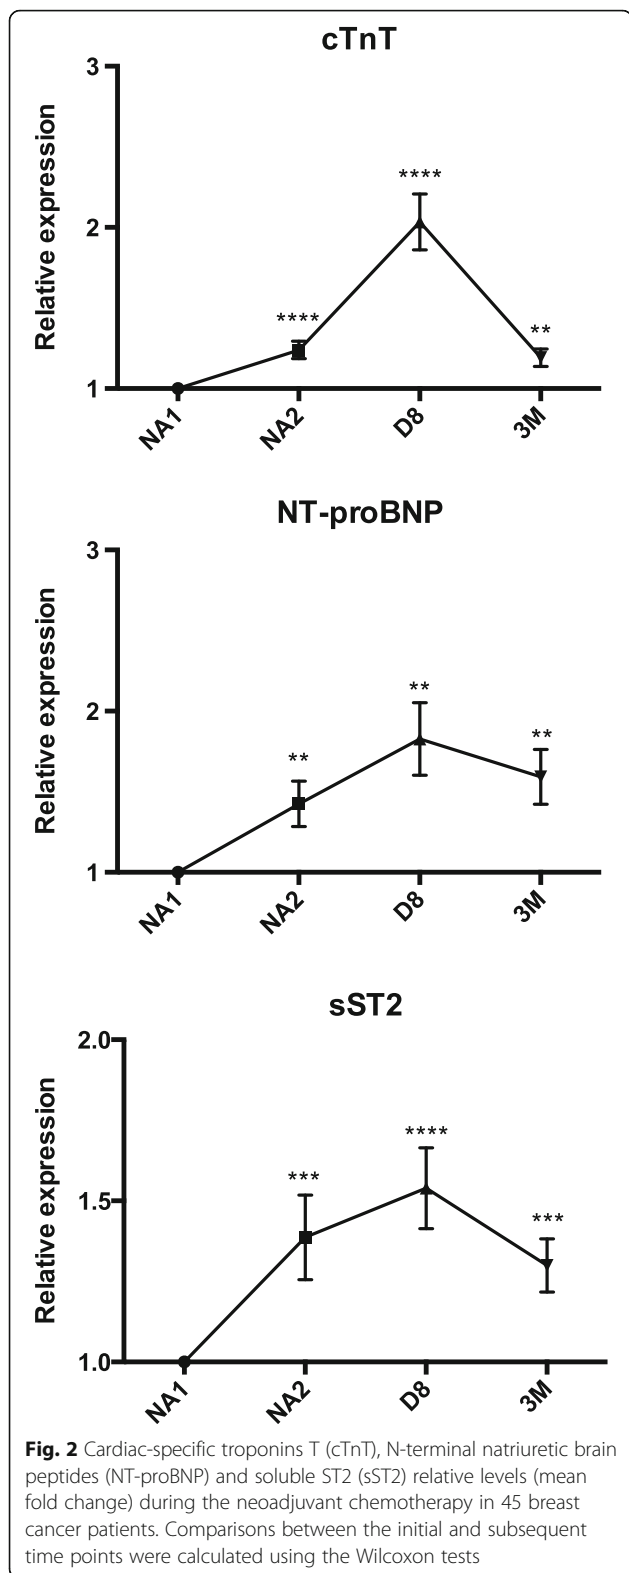 cTnT
3
2
1
Relative expression
****
****
**
NA1
NA2
D8
3M
NT-proBNP
3
2
1
Relative expression
**
**
**
NA1
NA2
D8
3M
sST2
2.0
1.5
1.0
Relative expression
***
****
***
NA1
NA2
D8
3M
Fig. 2 Cardiac-specific troponins T (cTnT), N-terminal natriuretic brain
peptides (NT-proBNP) and soluble ST2 (sST2) relative levels (mean
fold change) during the neoadjuvant chemotherapy in 45 breast
cancer patients. Comparisons between the initial and subsequent
time points were calculated using the Wilcoxon tests